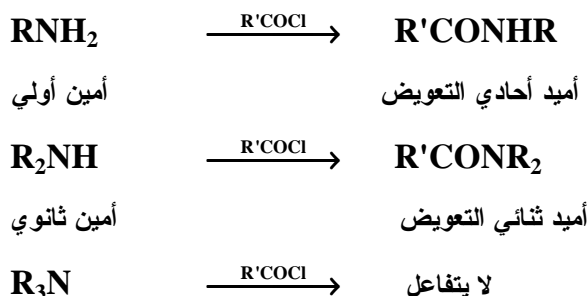 RNH₂ R'COCl → R'CONHR
أمين أولي أميد أحادي التعويض
R₂NH R'COCl → R'CONR₂
أمين ثانوي أميد ثنائي التعويض
R₃N R'COCl → لا يتفاعل